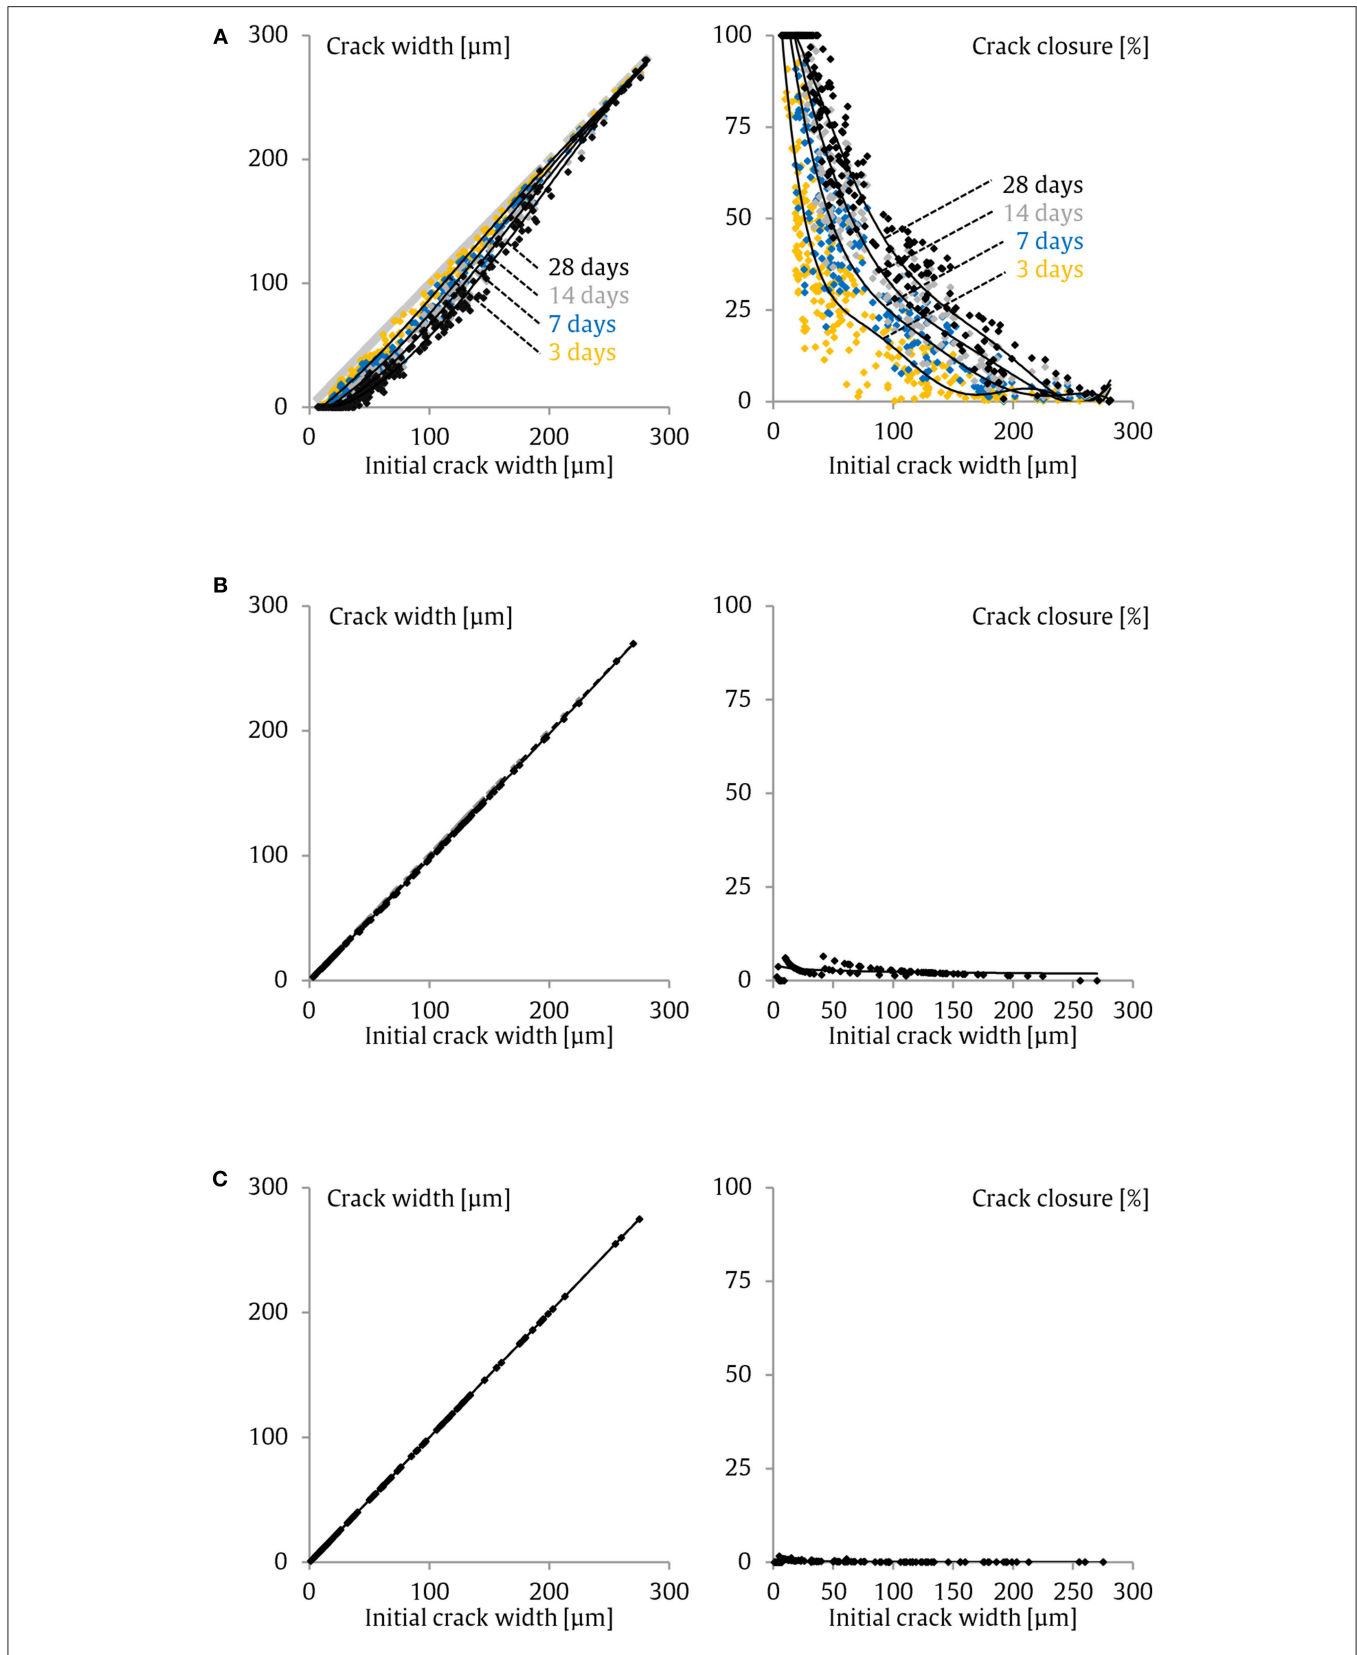 A
Crack width [µm]
300
200
100
0
28 days
14 days
7 days
3 days
0 100 200 300
Initial crack width [µm]
Crack closure [%]
100
75
50
25
0
28 days
14 days
7 days
3 days
0 100 200 300
Initial crack width [µm]
B
Crack width [µm]
300
200
100
0
0 100 200 300
Initial crack width [µm]
Crack closure [%]
100
75
50
25
0
0 50 100 150 200 250 300
Initial crack width [µm]
C
Crack width [µm]
300
200
100
0
0 100 200 300
Initial crack width [µm]
Crack closure [%]
100
75
50
25
0
0 50 100 150 200 250 300
Initial crack width [µm]